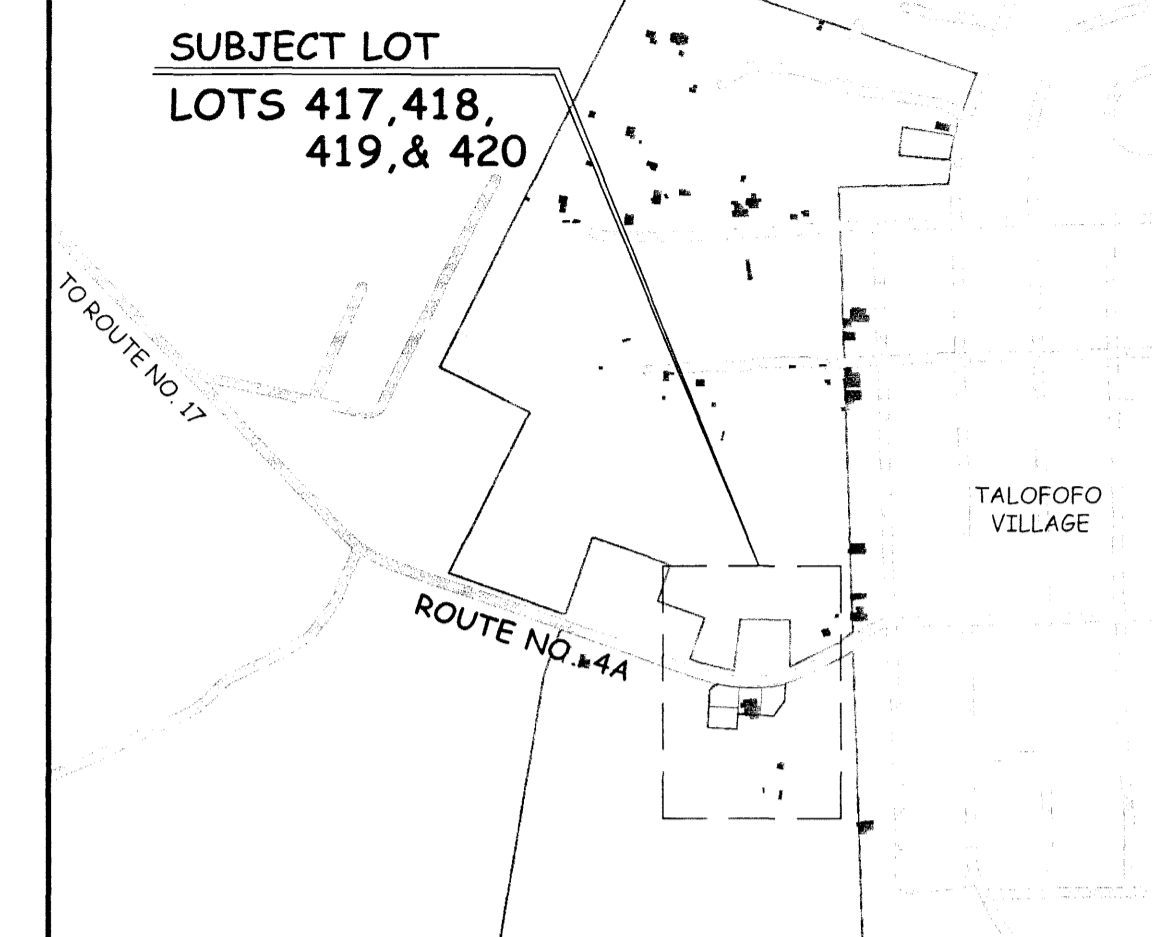 SUBJECT LOT
LOTS 417,418,
419,& 420
TO ROUTE NO. 17
TALOFOFO
VILLAGE
ROUTE NO. 4A